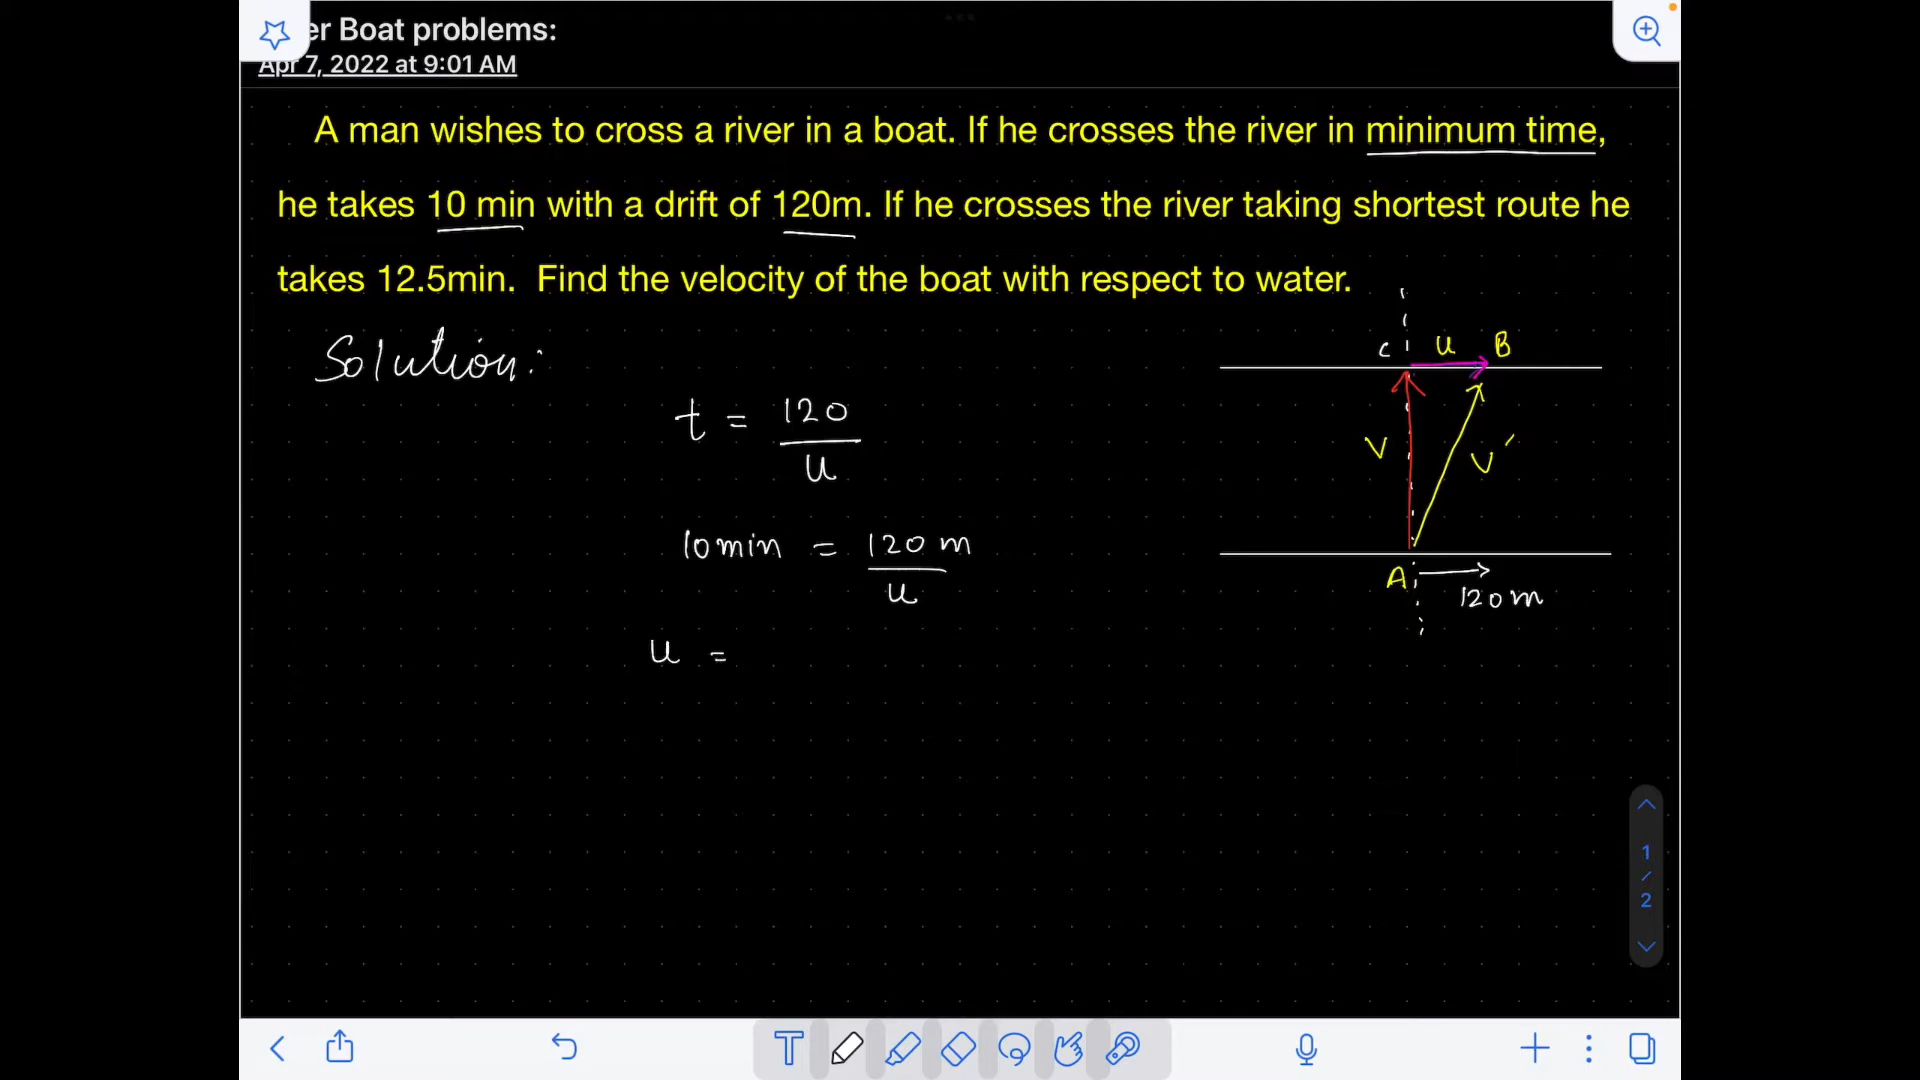 er Boat problems:
Apr 7, 2022 at 9:01 AM
A man wishes to cross a river in a boat. If he crosses the river in minimum time,
he takes 10 min with a drift of 120m. If he crosses the river taking shortest route he
takes 12.5min. Find the velocity of the boat with respect to water.
Solution:
C u B
t = 120
u
V V′
10 min = 120 m
u
A
120 m
u =
1
/
2
T